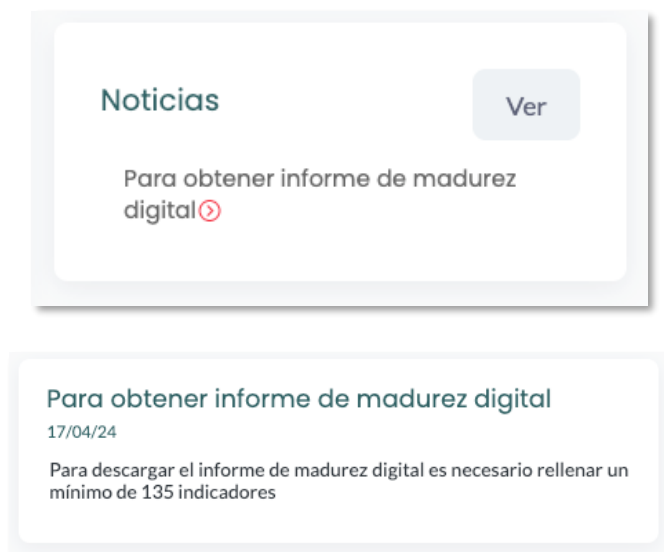 Noticias
Ver
Para obtener informe de madurez
digital
Para obtener informe de madurez digital
17/04/24
Para descargar el informe de madurez digital es necesario rellenar un
mínimo de 135 indicadores